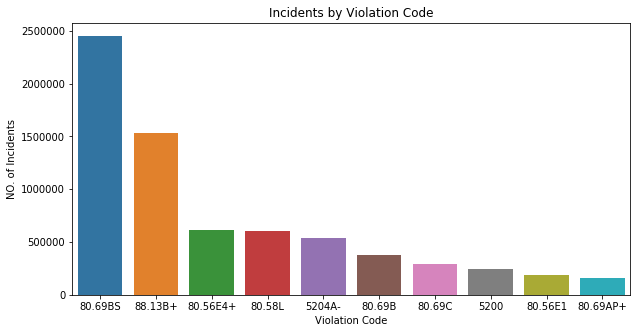 Incidents by Violation Code
NO. of Incidents
2500000
2000000
1500000
1000000
500000
0
80.69BS 88.13B+ 80.56E4+ 80.58L 5204A- 80.69B 80.69C 5200 80.56E1 80.69AP+
Violation Code